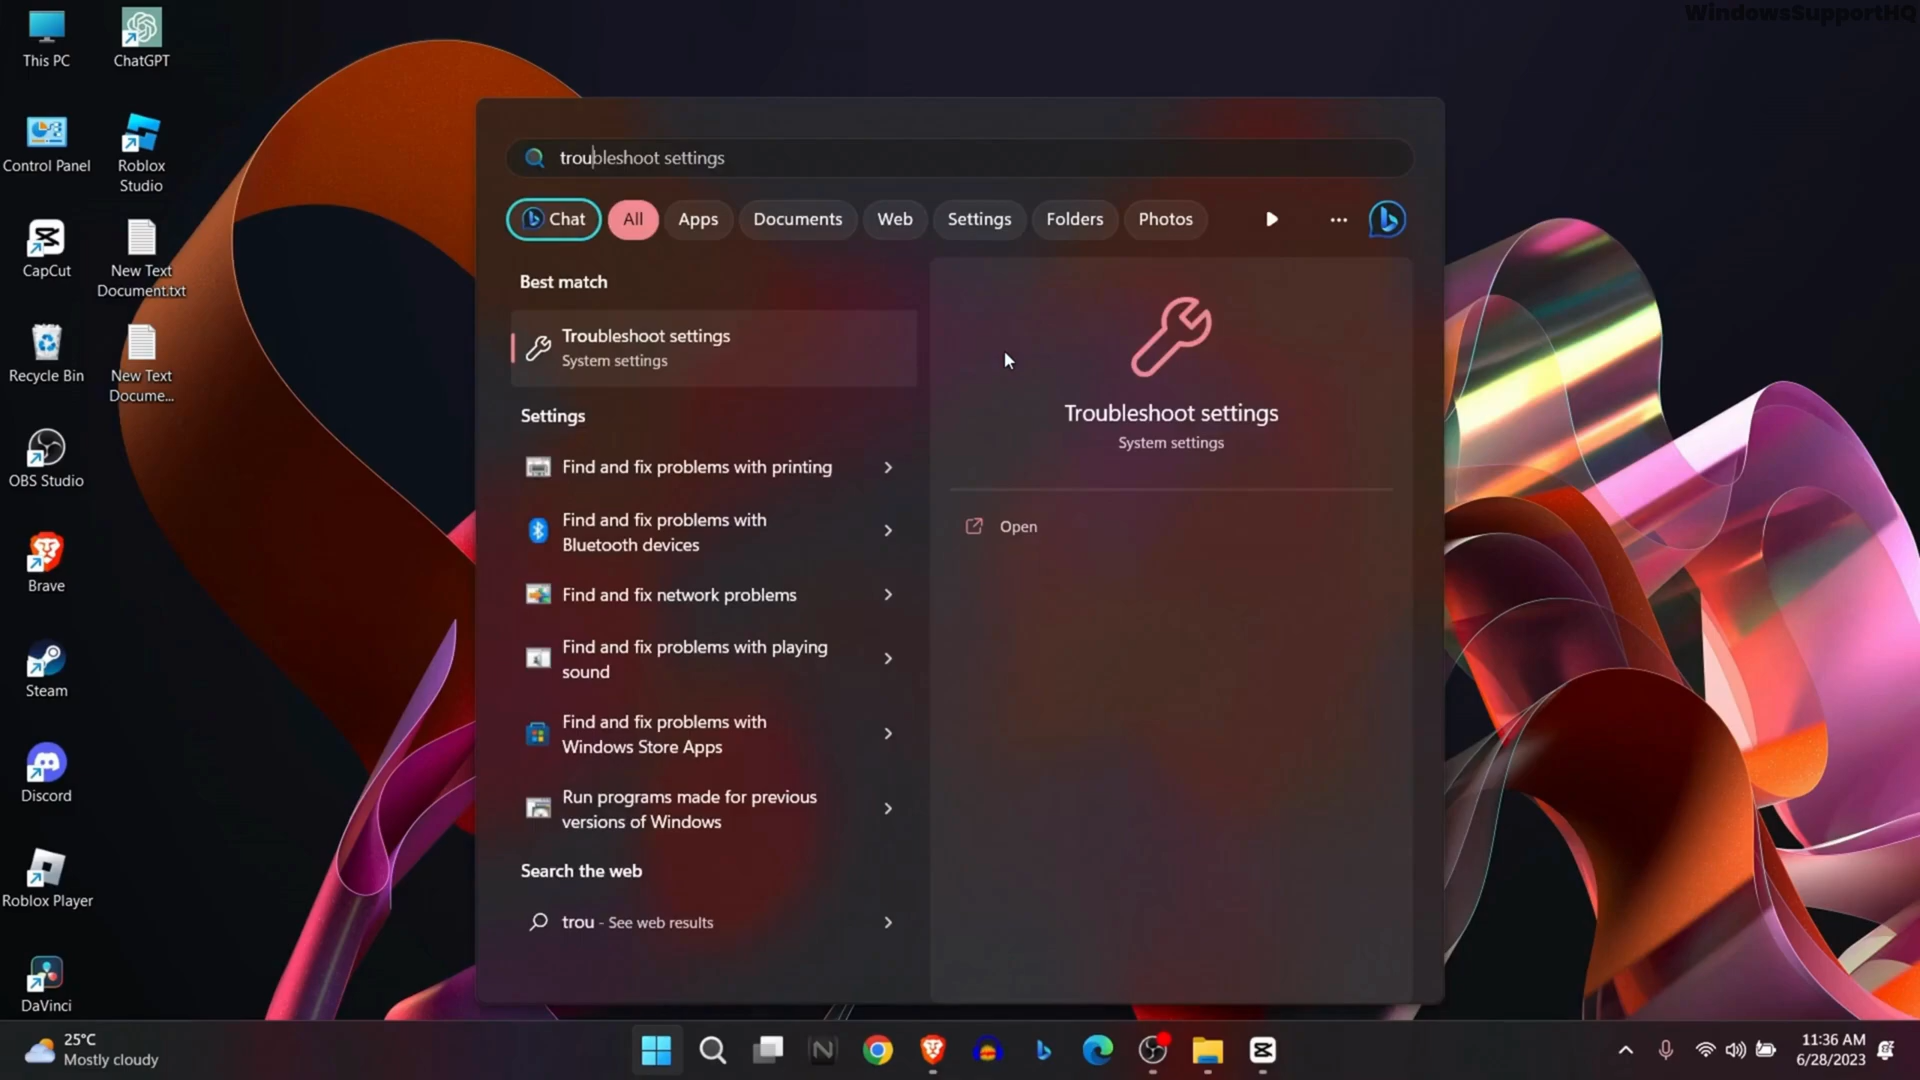 WindowsSupportHQ
This PC
ChatGPT
Control Panel
Roblox
Studio
CapCut
New Text
Document.txt
Recycle Bin
New Text
Docume...
OBS Studio
Brave
Steam
Discord
Roblox Player
DaVinci
troubleshoot settings
Chat
All
Apps
Documents
Web
Settings
Folders
Photos
Best match
Troubleshoot settings
System settings
Settings
Find and fix problems with printing
Find and fix problems with
Bluetooth devices
Find and fix network problems
Find and fix problems with playing
sound
Find and fix problems with
Windows Store Apps
Run programs made for previous
versions of Windows
Search the web
trou - See web results
Troubleshoot settings
System settings
Open
25°C
Mostly cloudy
11:36 AM
6/28/2023